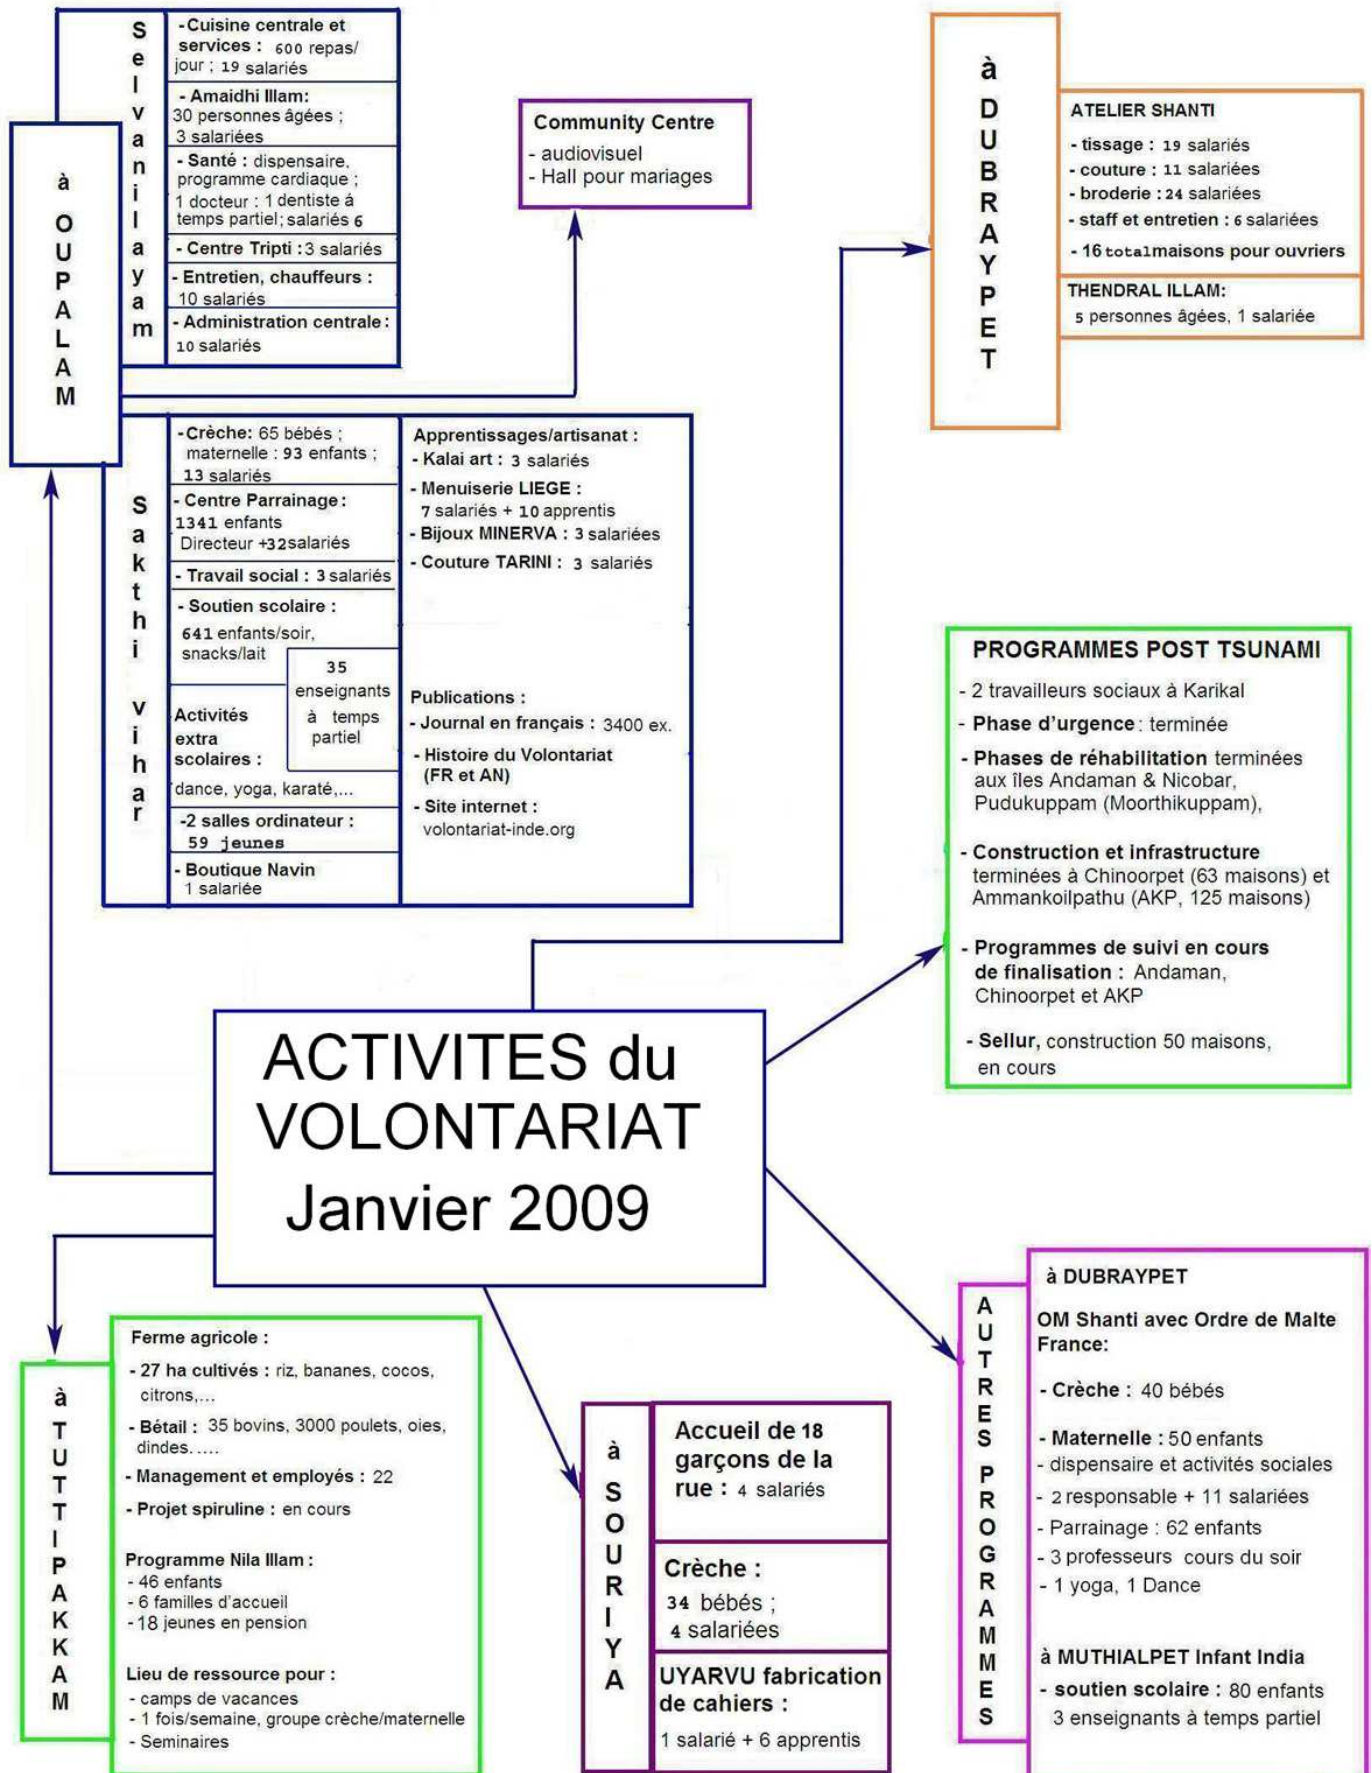 à OUPALAM
Selvanilayam
- Cuisine centrale et
services : 600 repas/
jour ; 19 salariés
- Amaidhi Illam:
30 personnes âgées ;
3 salariées
- Santé : dispensaire,
programme cardiaque ;
1 docteur : 1 dentiste á
temps partiel; salariés 6
- Centre Tripti : 3 salariés
- Entretien, chauffeurs :
10 salariés
- Administration centrale :
10 salariés
Community Centre
- audiovisuel
- Hall pour mariages
à DUBRAYPET
ATELIER SHANTI
- tissage : 19 salariés
- couture : 11 salariées
- broderie : 24 salariées
- staff et entretien : 6 salariées
- 16 total maisons pour ouvriers
THENDRAL ILLAM:
5 personnes âgées, 1 salariée
Sakthi vihar
- Crèche: 65 bébés ;
maternelle : 93 enfants ;
13 salariés
- Centre Parrainage :
1341 enfants
Directeur +32salariés
- Travail social : 3 salariés
- Soutien scolaire :
641 enfants/soir,
snacks/lait
35
enseignants
à temps
partiel
Activités
extra
scolaires :
dance, yoga, karaté,...
-2 salles ordinateur :
59 jeunes
- Boutique Navin
1 salariée
Apprentissages/artisanat :
- Kalai art : 3 salariés
- Menuiserie LIEGE :
7 salariés + 10 apprentis
- Bijoux MINERVA : 3 salariées
- Couture TARINI : 3 salariés
Publications :
- Journal en français : 3400 ex.
- Histoire du Volontariat
(FR et AN)
- Site internet :
volontariat-inde.org
PROGRAMMES POST TSUNAMI
- 2 travailleurs sociaux à Karikal
- Phase d'urgence : terminée
- Phases de réhabilitation terminées
aux îles Andaman & Nicobar,
Pudukuppam (Moorthikuppam),
- Construction et infrastructure
terminées à Chinoorpet (63 maisons) et
Ammankoilpathu (AKP, 125 maisons)
- Programmes de suivi en cours
de finalisation : Andaman,
Chinoorpet et AKP
- Sellur, construction 50 maisons,
en cours
ACTIVITES du
VOLONTARIAT
Janvier 2009
à TUTTIPAKKAM
Ferme agricole :
- 27 ha cultivés : riz, bananes, cocos,
citrons,...
- Bétail : 35 bovins, 3000 poulets, oies,
dindes.....
- Management et employés : 22
- Projet spiruline : en cours
Programme Nila Illam :
- 46 enfants
- 6 familles d'accueil
- 18 jeunes en pension
Lieu de ressource pour :
- camps de vacances
- 1 fois/semaine, groupe crèche/maternelle
- Seminaires
à SOURIYA
Accueil de 18
garçons de la
rue : 4 salariés
Crèche :
34 bébés ;
4 salariées
UYARVU fabrication
de cahiers :
1 salarié + 6 apprentis
AUTRES PROGRAMMES
à DUBRAYPET
OM Shanti avec Ordre de Malte
France:
- Crèche : 40 bébés
- Maternelle : 50 enfants
- dispensaire et activités sociales
- 2 responsable + 11 salariées
- Parrainage : 62 enfants
- 3 professeurs cours du soir
- 1 yoga, 1 Dance
à MUTHIALPET Infant India
- soutien scolaire : 80 enfants
3 enseignants à temps partiel